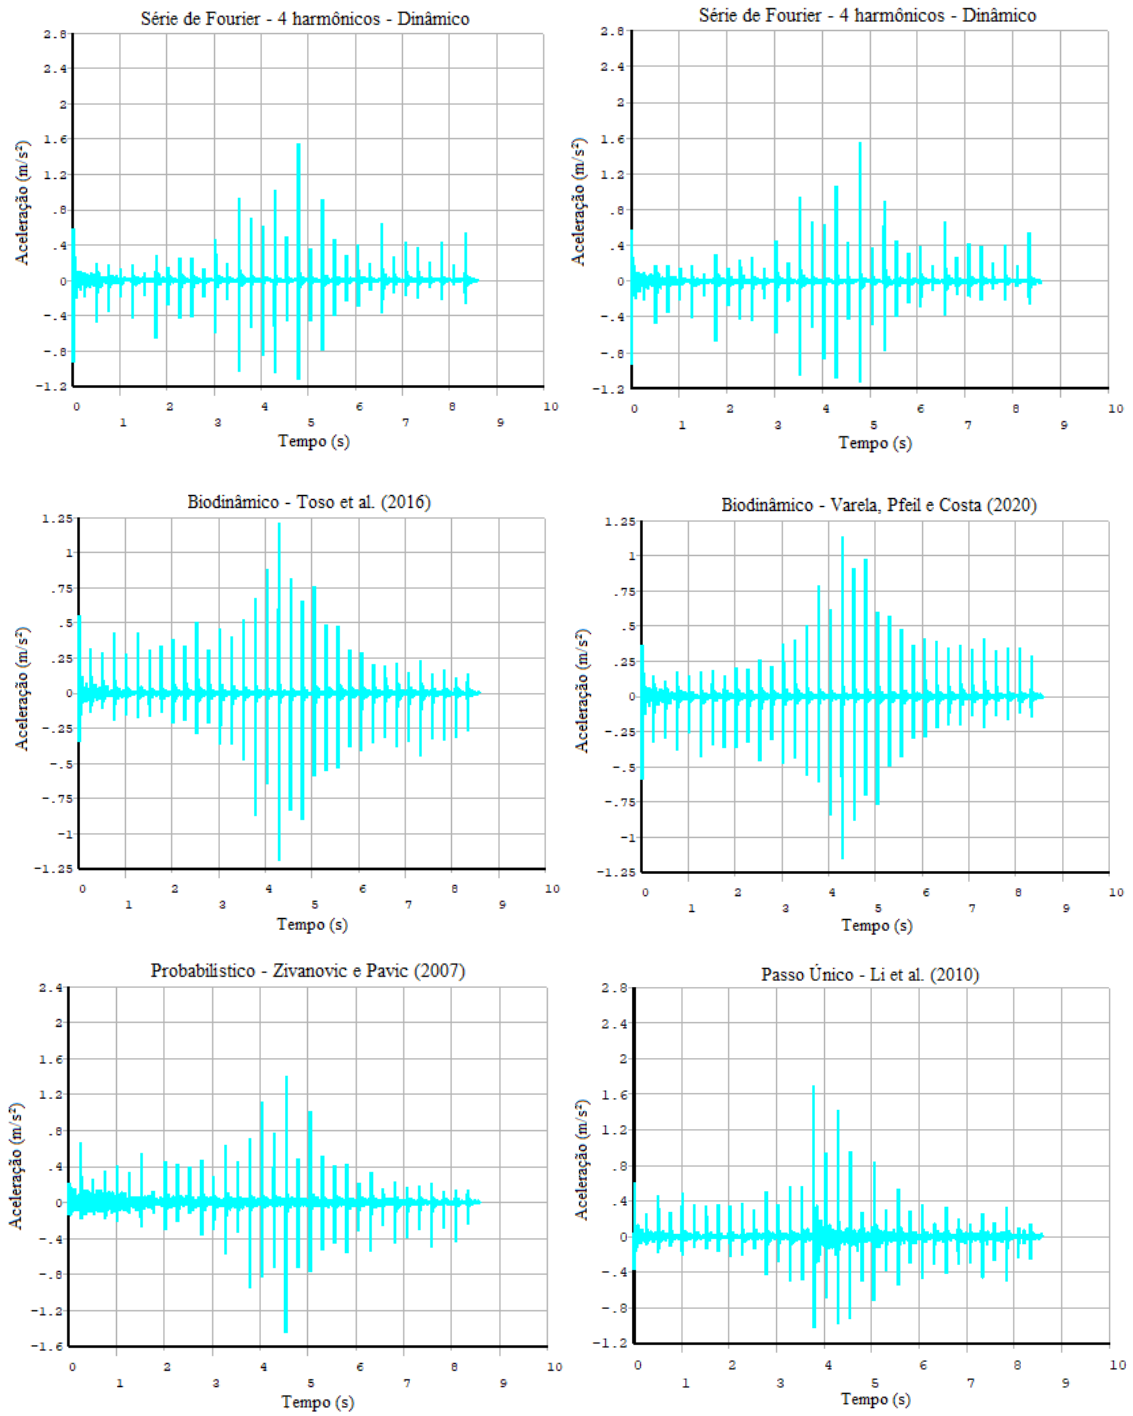 Série de Fourier - 4 harmônicos - Dinâmico
2.8
2.4
2
1.6
1.2
.8
.4
0
-.4
-.8
-1.2
Aceleração (m/s²)
0 1 2 3 4 5 6 7 8 9 10
Tempo (s)
Série de Fourier - 4 harmônicos - Dinâmico
2.8
2.4
2
1.6
1.2
.8
.4
0
-.4
-.8
-1.2
Aceleração (m/s²)
0 1 2 3 4 5 6 7 8 9 10
Tempo (s)
Biodinâmico - Toso et al. (2016)
1.25
1
.75
.5
.25
0
-.25
-.5
-.75
-1
-1.25
Aceleração (m/s²)
0 1 2 3 4 5 6 7 8 9 10
Tempo (s)
Biodinâmico - Varela, Pfeil e Costa (2020)
1.25
1
.75
.5
.25
0
-.25
-.5
-.75
-1
-1.25
Aceleração (m/s²)
0 1 2 3 4 5 6 7 8 9 10
Tempo (s)
Probabilístico - Zivanovic e Pavic (2007)
2.4
2
1.6
1.2
.8
.4
0
-.4
-.8
-1.2
-1.6
Aceleração (m/s²)
0 1 2 3 4 5 6 7 8 9 10
Tempo (s)
Passo Único - Li et al. (2010)
2.8
2.4
2
1.6
1.2
.8
.4
0
-.4
-.8
-1.2
Aceleração (m/s²)
0 1 2 3 4 5 6 7 8 9 10
Tempo (s)